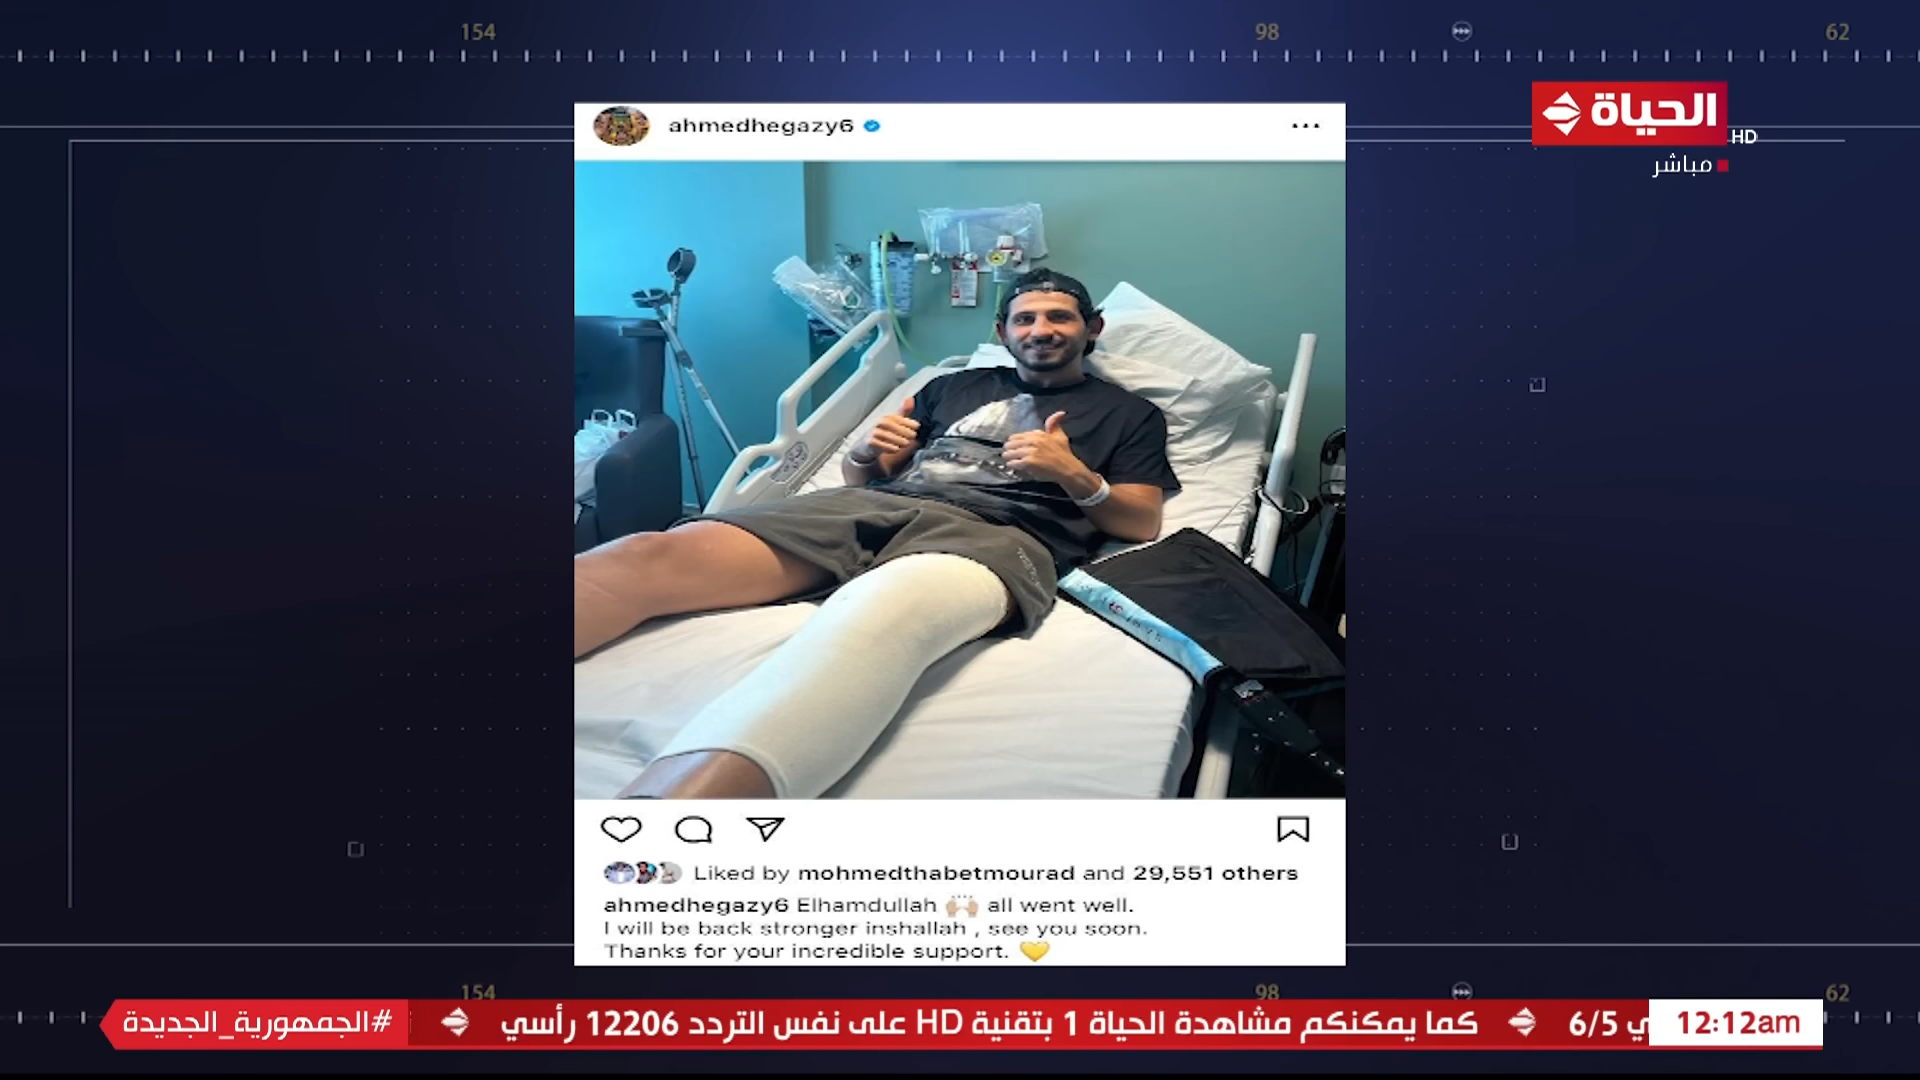 154 98 62
الحياة
HD
مباشر
ahmedhegazy6
Liked by mohmedthabetmourad and 29,551 others
ahmedhegazy6 Elhamdullah 🙌🏼 all went well.
I will be back stronger inshallah , see you soon.
Thanks for your incredible support. 💛
154 98 62
#الجمهورية_الجديدة
6/5 كما يمكنكم مشاهدة الحياة 1 بتقنية HD على نفس التردد 12206 رأسي
12:12am